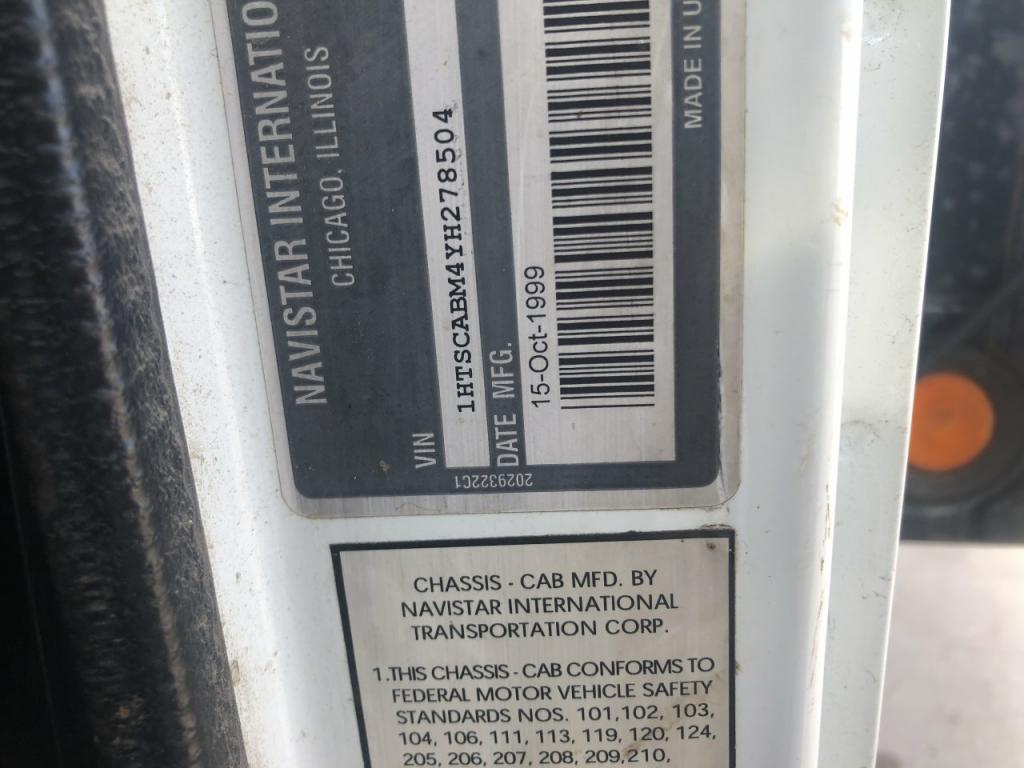 NAVISTAR INTERNATIO
CHICAGO, ILLINOIS
VIN
1HTSCABM4YH278504
DATE MFG.
15-Oct-1999
MADE IN U
2029322C1
CHASSIS - CAB MFD. BY
NAVISTAR INTERNATIONAL
TRANSPORTATION CORP.
1.THIS CHASSIS - CAB CONFORMS TO
FEDERAL MOTOR VEHICLE SAFETY
STANDARDS NOS. 101,102, 103,
104, 106, 111, 113, 119, 120, 124,
205, 206, 207, 208, 209,210,